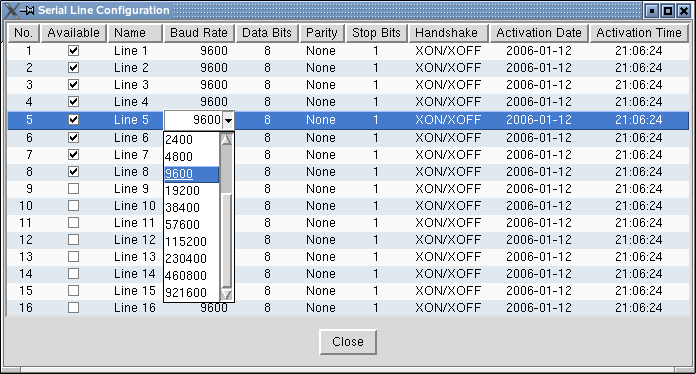 Serial Line Configuration
No. Available Name Baud Rate Data Bits Parity Stop Bits Handshake Activation Date Activation Time
1 Line 1 9600 8 None 1 XON/XOFF 2006-01-12 21:06:24
2 Line 2 9600 8 None 1 XON/XOFF 2006-01-12 21:06:24
3 Line 3 9600 8 None 1 XON/XOFF 2006-01-12 21:06:24
4 Line 4 9600 8 None 1 XON/XOFF 2006-01-12 21:06:24
5 Line 5 9600 8 None 1 XON/XOFF 2006-01-12 21:06:24
6 Line 6 2400 8 None 1 XON/XOFF 2006-01-12 21:06:24
7 Line 7 4800 8 None 1 XON/XOFF 2006-01-12 21:06:24
8 Line 8 9600 8 None 1 XON/XOFF 2006-01-12 21:06:24
9 Line 9 19200 8 None 1 XON/XOFF 2006-01-12 21:06:24
10 Line 10 38400 8 None 1 XON/XOFF 2006-01-12 21:06:24
11 Line 11 57600 8 None 1 XON/XOFF 2006-01-12 21:06:24
12 Line 12 115200 8 None 1 XON/XOFF 2006-01-12 21:06:24
13 Line 13 230400 8 None 1 XON/XOFF 2006-01-12 21:06:24
14 Line 14 460800 8 None 1 XON/XOFF 2006-01-12 21:06:24
15 Line 15 921600 8 None 1 XON/XOFF 2006-01-12 21:06:24
16 Line 16 9600 8 None 1 XON/XOFF 2006-01-12 21:06:24
Close